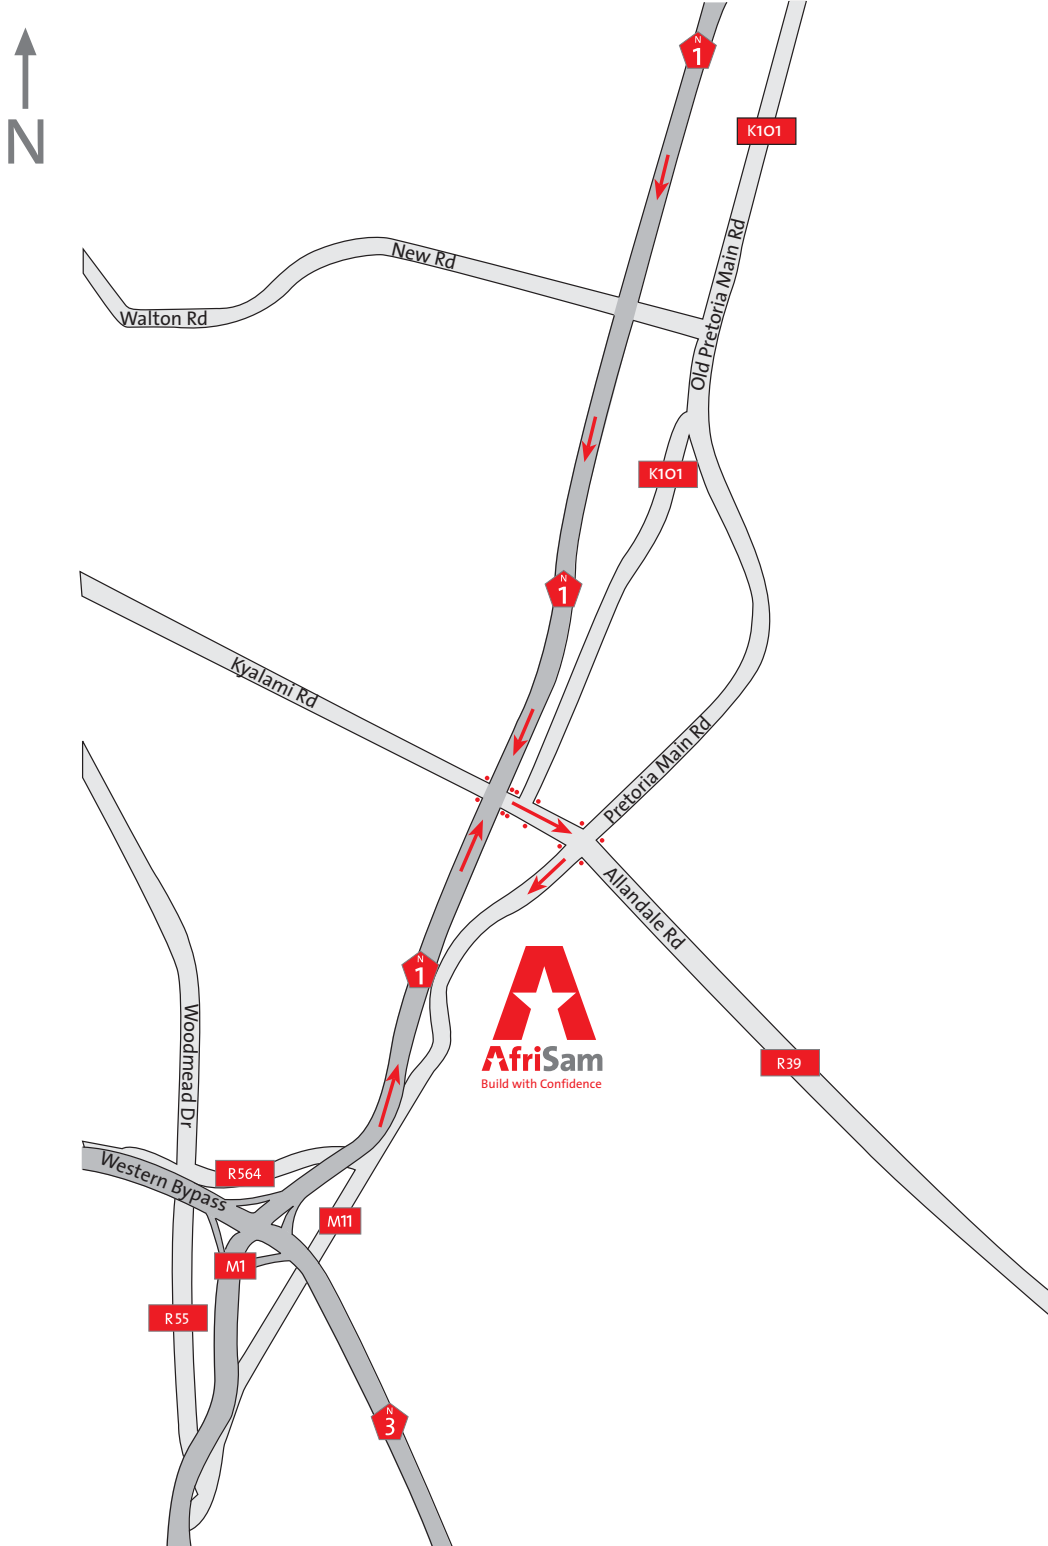 N
1
K101
N
New Rd
Walton Rd
Old Pretoria Main Rd
K101
N
1
Kyalami Rd
Pretoria Main Rd
Allandale Rd
N
1
Woodmead Dr
AfriSam
Build with Confidence
R39
Western Bypass
R564
M11
M1
R55
N
3